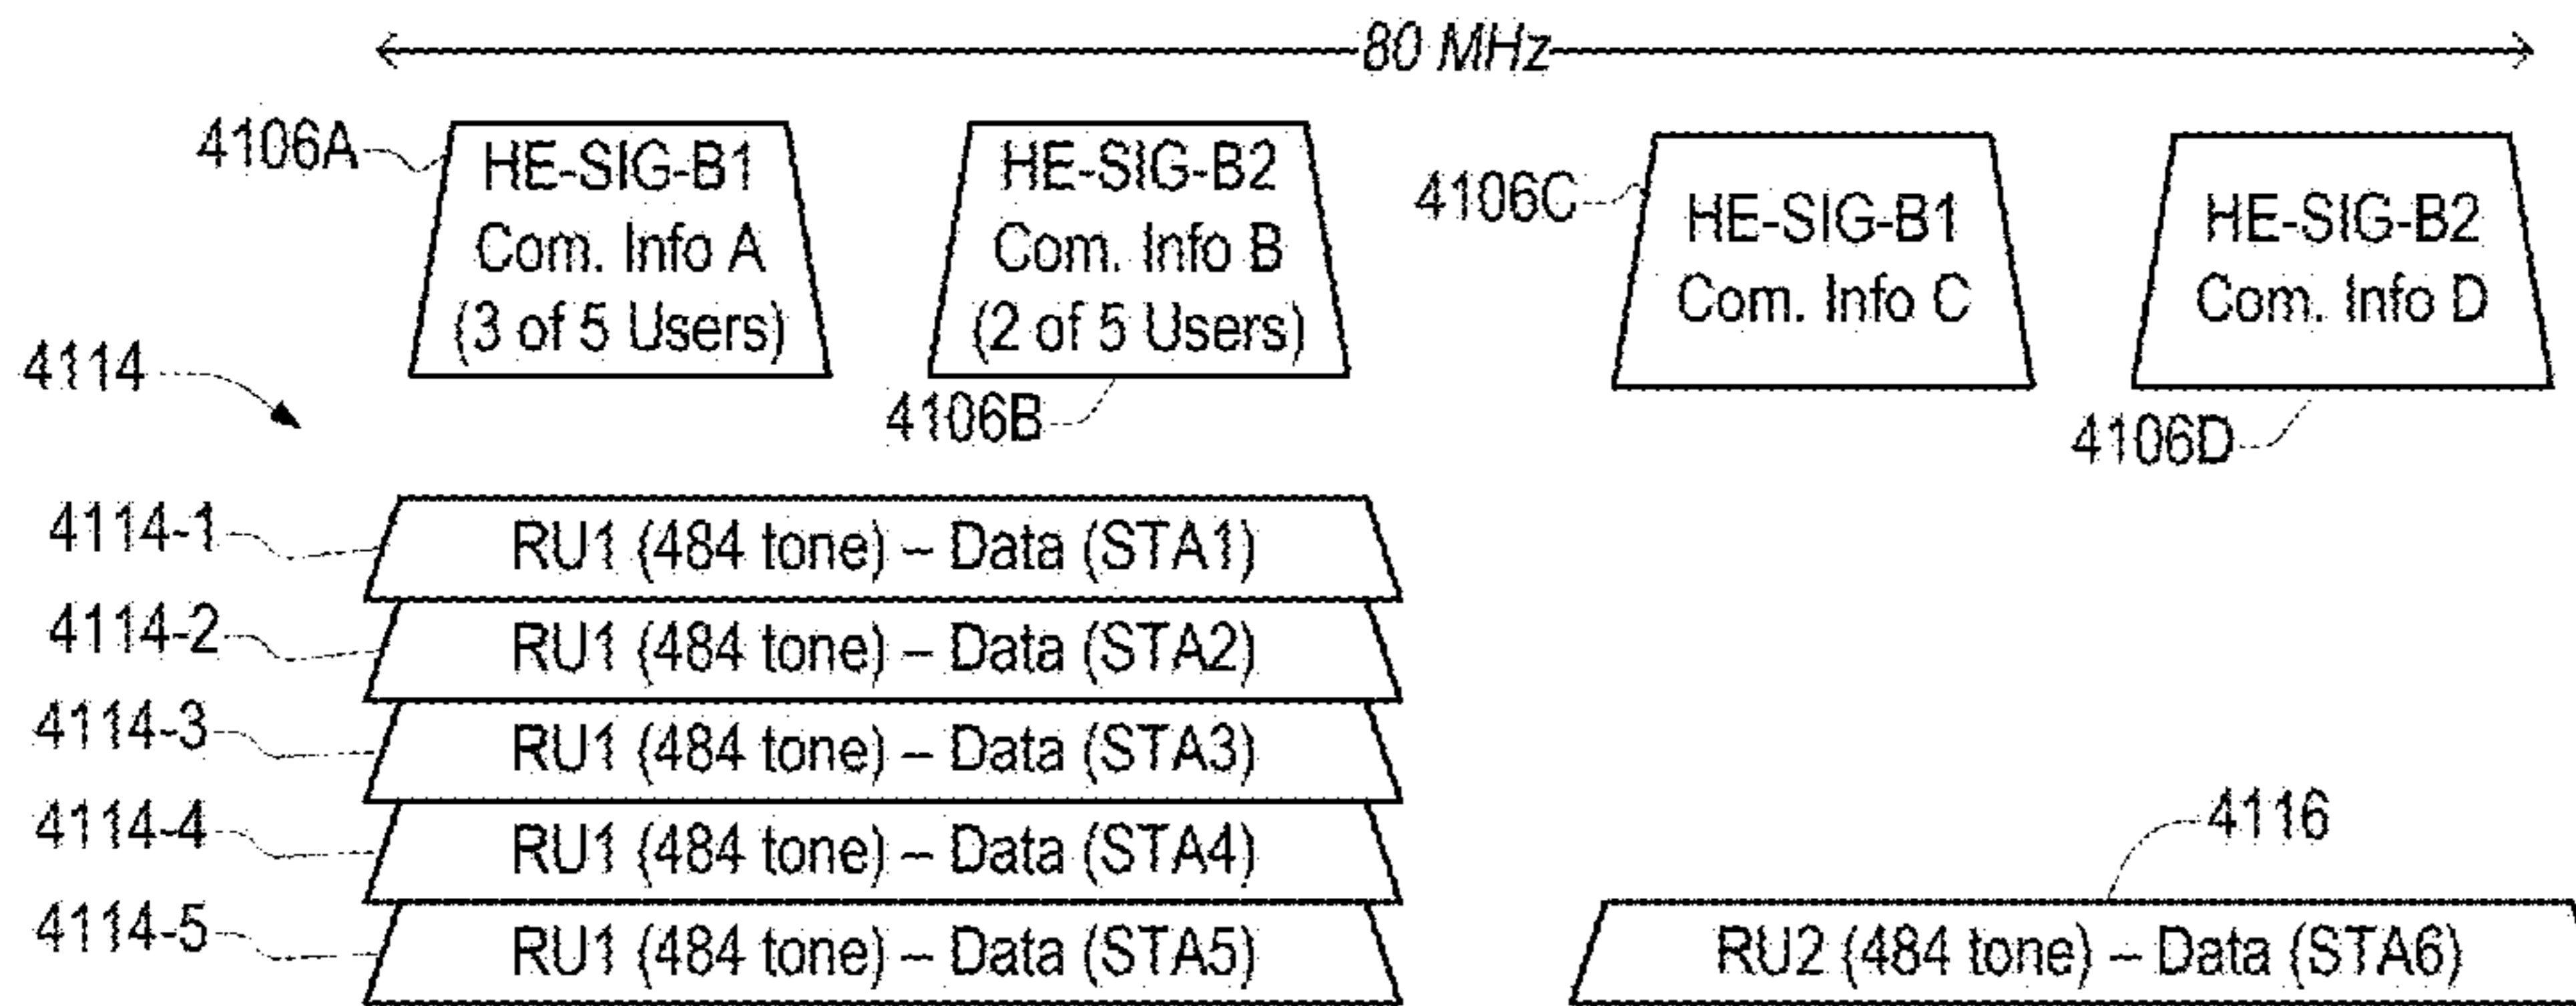 80 MHz
4106A
HE-SIG-B1
Com. Info A
(3 of 5 Users)
HE-SIG-B2
Com. Info B
(2 of 5 Users)
4106B
4106C
HE-SIG-B1
Com. Info C
HE-SIG-B2
Com. Info D
4106D
4114
4114-1
RU1 (484 tone) – Data (STA1)
4114-2
RU1 (484 tone) – Data (STA2)
4114-3
RU1 (484 tone) – Data (STA3)
4114-4
RU1 (484 tone) – Data (STA4)
4114-5
RU1 (484 tone) – Data (STA5)
4116
RU2 (484 tone) – Data (STA6)